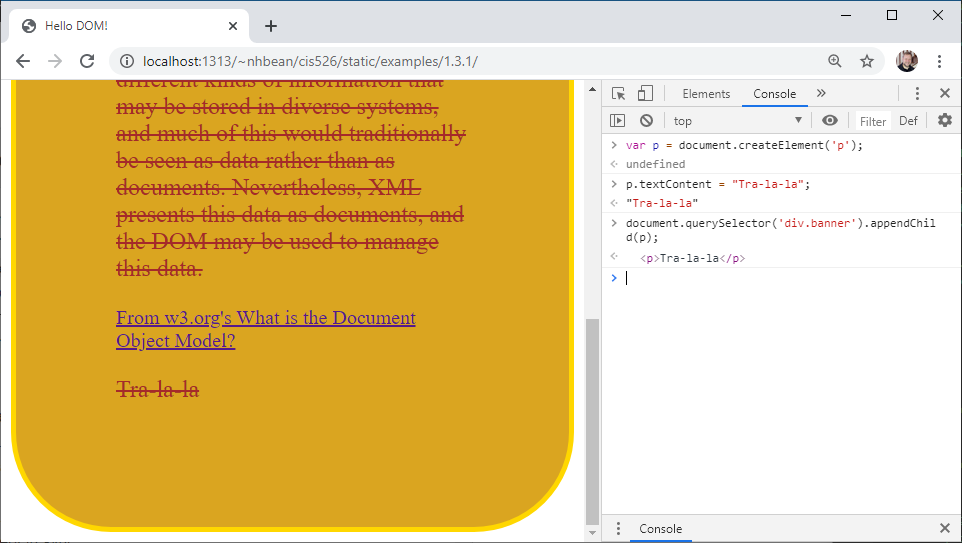 Hello DOM!
localhost:1313/~nhbean/cis526/static/examples/1.3.1/
different kinds of information that
may be stored in diverse systems,
and much of this would traditionally
be seen as data rather than as
documents. Nevertheless, XML
presents this data as documents, and
the DOM may be used to manage
this data.
From w3.org's What is the Document
Object Model?
Tra-la-la
Elements Console »
top Filter Def
> var p = document.createElement('p');
undefined
> p.textContent = "Tra-la-la";
"Tra-la-la"
> document.querySelector('div.banner').appendChil
d(p);
<p>Tra-la-la</p>
>
Console